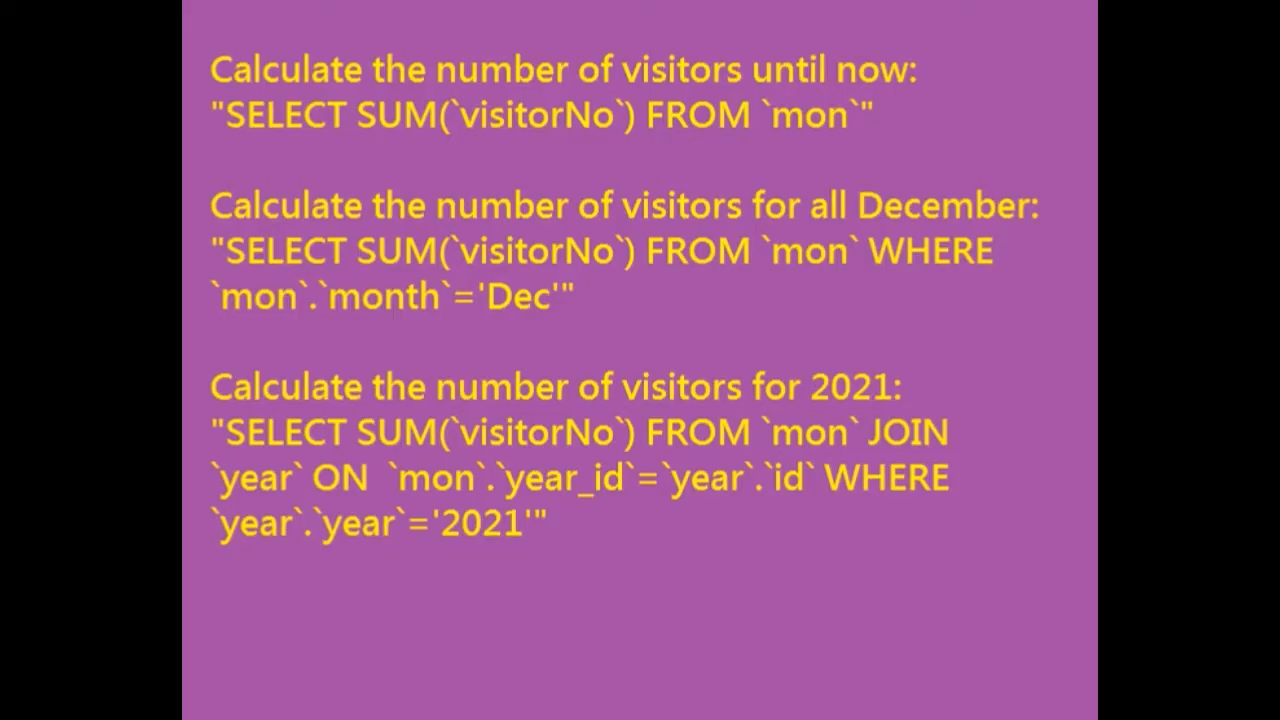 Calculate the number of visitors until now:
"SELECT SUM(`visitorNo`) FROM `mon`"
Calculate the number of visitors for all December:
"SELECT SUM(`visitorNo`) FROM `mon` WHERE
`mon`.`month`='Dec'"
Calculate the number of visitors for 2021:
"SELECT SUM(`visitorNo`) FROM `mon` JOIN
`year` ON  `mon`.`year_id`=`year`.`id` WHERE
`year`.`year`='2021'"